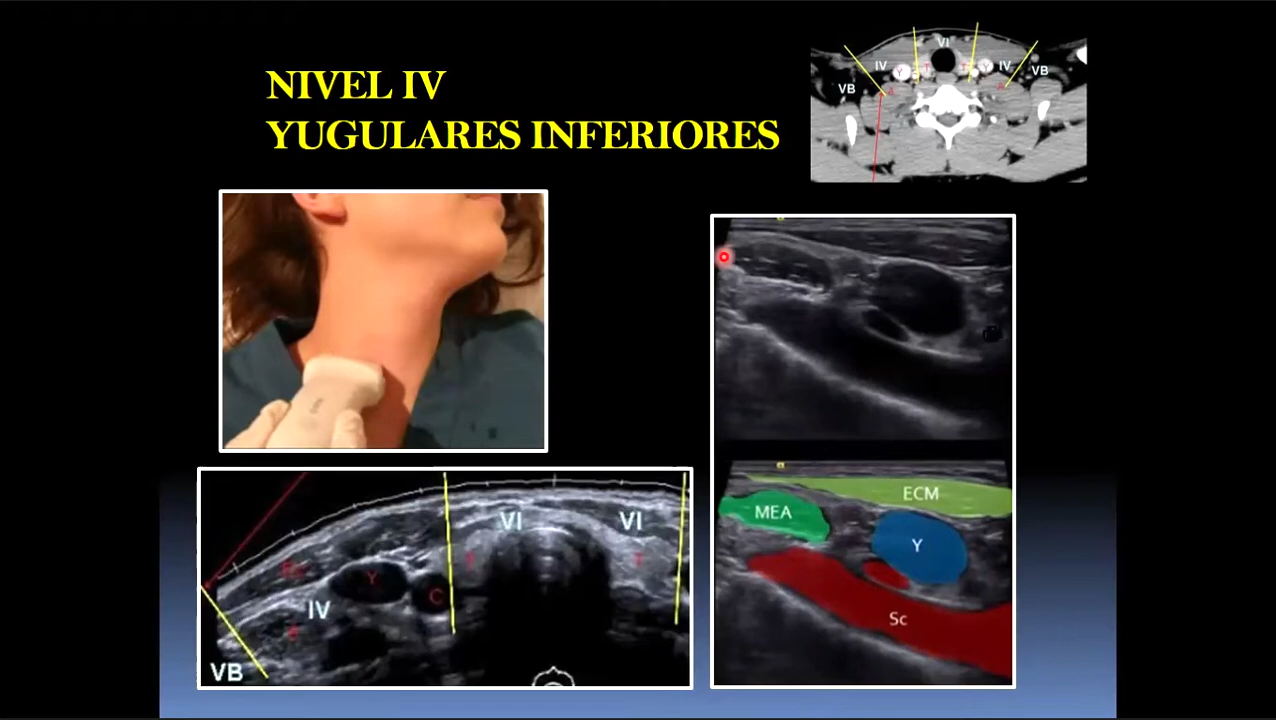 NIVEL IV
YUGULARES INFERIORES
VI
IV Y T T Y IV
VB
VB
ECM
MEA
Y
Sc
VI VI
T T
Y
C
IV
VB